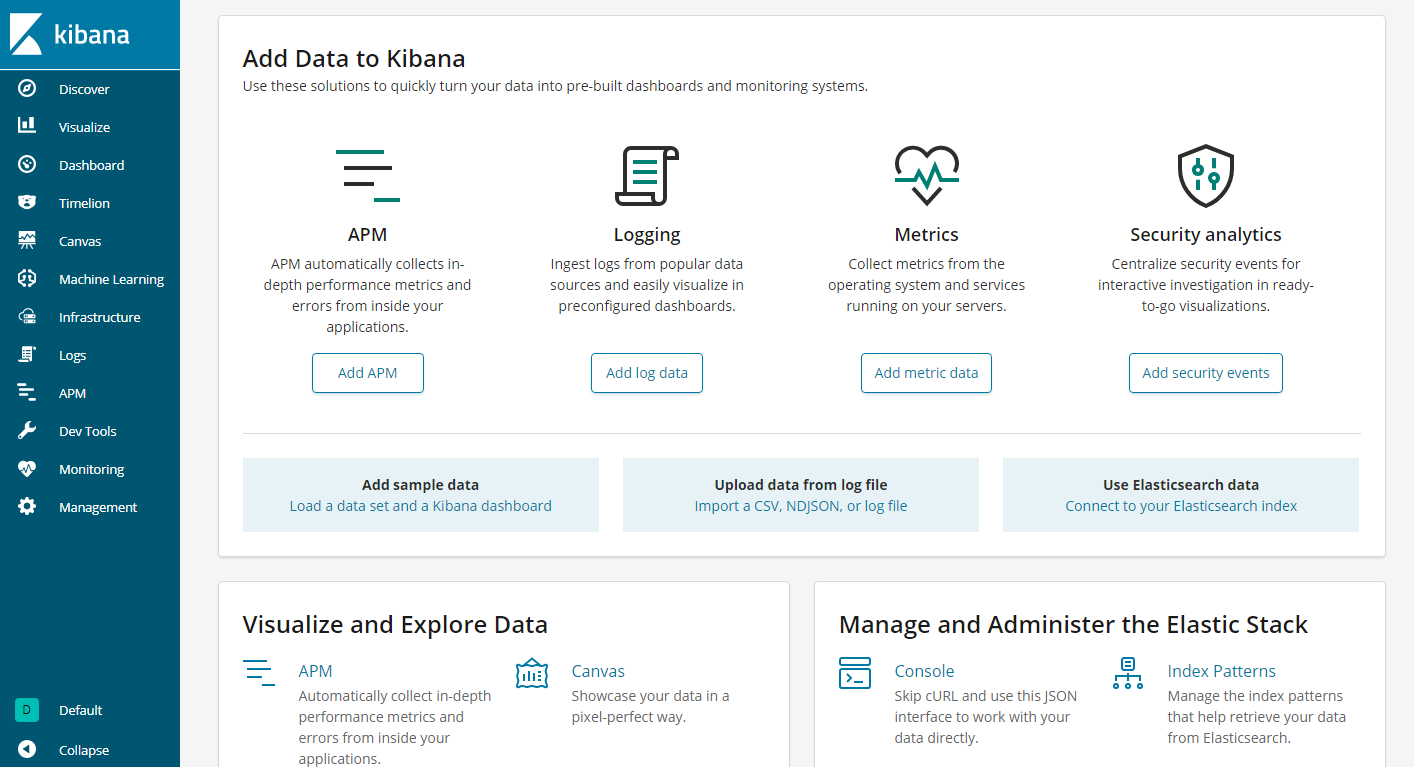 kibana
Discover
Visualize
Dashboard
Timelion
Canvas
Machine Learning
Infrastructure
Logs
APM
Dev Tools
Monitoring
Management
D Default
Collapse
Add Data to Kibana
Use these solutions to quickly turn your data into pre-built dashboards and monitoring systems.
APM
APM automatically collects in-
depth performance metrics and
errors from inside your
applications.
Add APM
Logging
Ingest logs from popular data
sources and easily visualize in
preconfigured dashboards.
Add log data
Metrics
Collect metrics from the
operating system and services
running on your servers.
Add metric data
Security analytics
Centralize security events for
interactive investigation in ready-
to-go visualizations.
Add security events
Add sample data
Load a data set and a Kibana dashboard
Upload data from log file
Import a CSV, NDJSON, or log file
Use Elasticsearch data
Connect to your Elasticsearch index
Visualize and Explore Data
APM
Automatically collect in-depth
performance metrics and
errors from inside your
applications.
Canvas
Showcase your data in a
pixel-perfect way.
Manage and Administer the Elastic Stack
Console
Skip cURL and use this JSON
interface to work with your
data directly.
Index Patterns
Manage the index patterns
that help retrieve your data
from Elasticsearch.